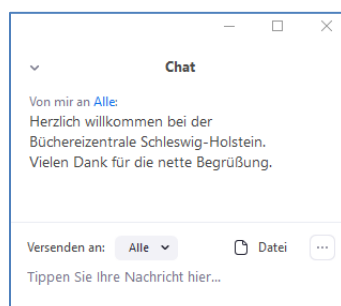 Chat
Von mir an Alle:
Herzlich willkommen bei der
Büchereizentrale Schleswig-Holstein.
Vielen Dank für die nette Begrüßung.
Versenden an: Alle Datei ...
Tippen Sie Ihre Nachricht hier...